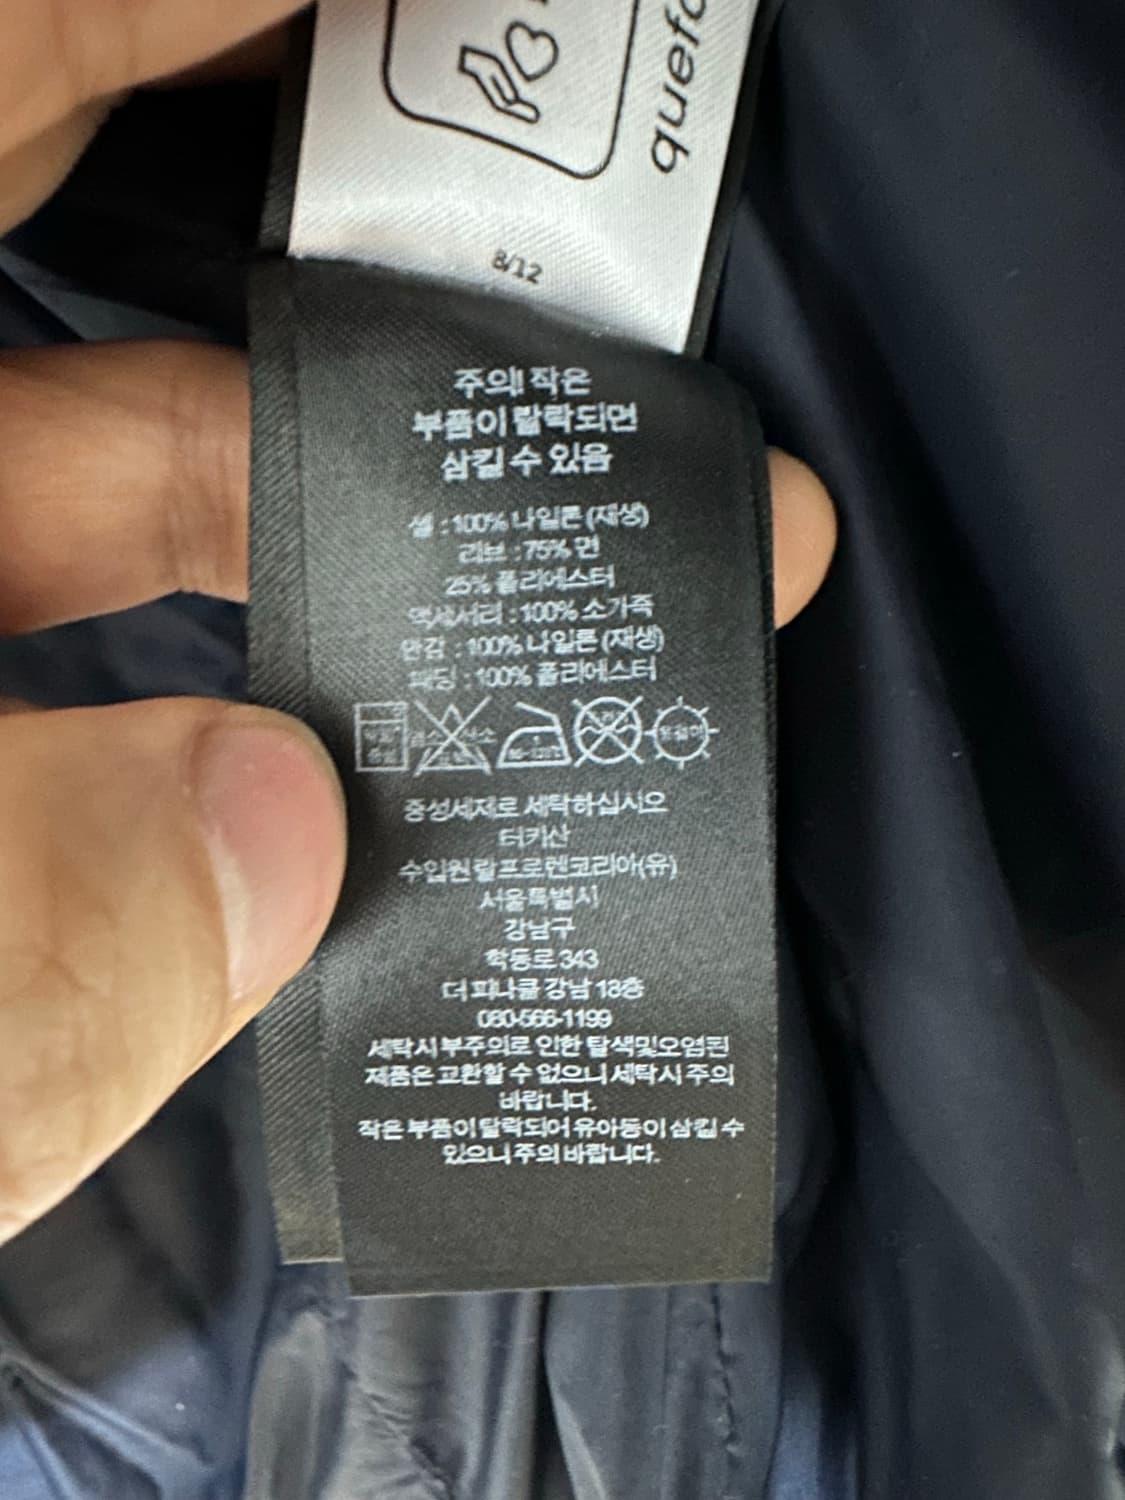 quefo
8/12
주의! 작은
부품이 탈락되면
삼킬 수 있음
쉘 : 100% 나일론 (재생)
리브 : 75% 면
25% 폴리에스터
액세서리 : 100% 소가죽
안감 : 100% 나일론 (재생)
패딩 : 100% 폴리에스터
중성세제로 세탁하십시오
터키산
수입원 랄프로렌코리아(유)
서울특별시
강남구
학동로 343
더 피나클 강남 18층
080-566-1199
세탁시 부주의로 인한 탈색및오염된
제품은 교환할 수 없으니 세탁시 주의
바랍니다.
작은 부품이 탈락되어 유아동이 삼킬 수
있으니 주의 바랍니다.